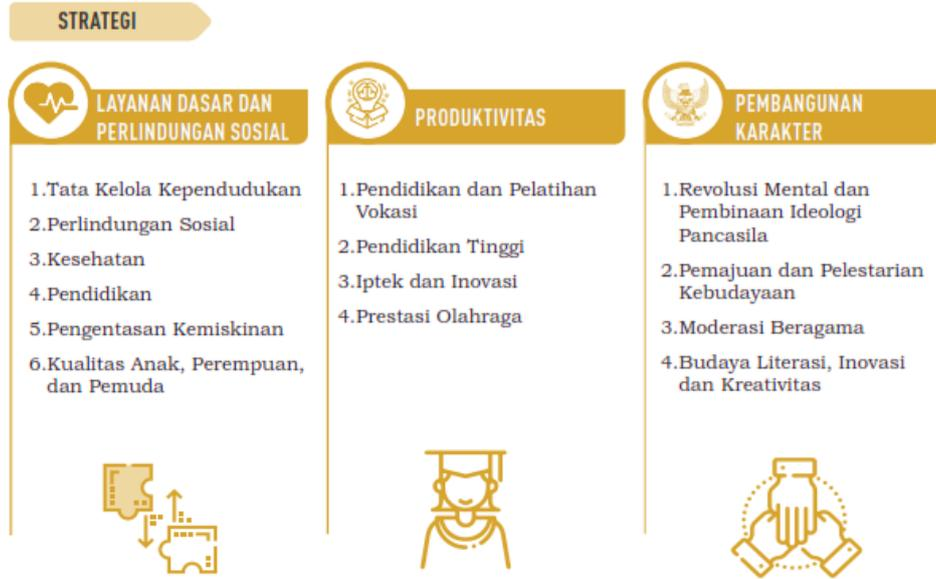 STRATEGI
LAYANAN DASAR DAN
PERLINDUNGAN SOSIAL
1.Tata Kelola Kependudukan
2.Perlindungan Sosial
3.Kesehatan
4.Pendidikan
5.Pengentasan Kemiskinan
6.Kualitas Anak, Perempuan,
dan Pemuda
PRODUKTIVITAS
1.Pendidikan dan Pelatihan
Vokasi
2.Pendidikan Tinggi
3.Iptek dan Inovasi
4.Prestasi Olahraga
PEMBANGUNAN
KARAKTER
1.Revolusi Mental dan
Pembinaan Ideologi
Pancasila
2.Pemajuan dan Pelestarian
Kebudayaan
3.Moderasi Beragama
4.Budaya Literasi, Inovasi
dan Kreativitas